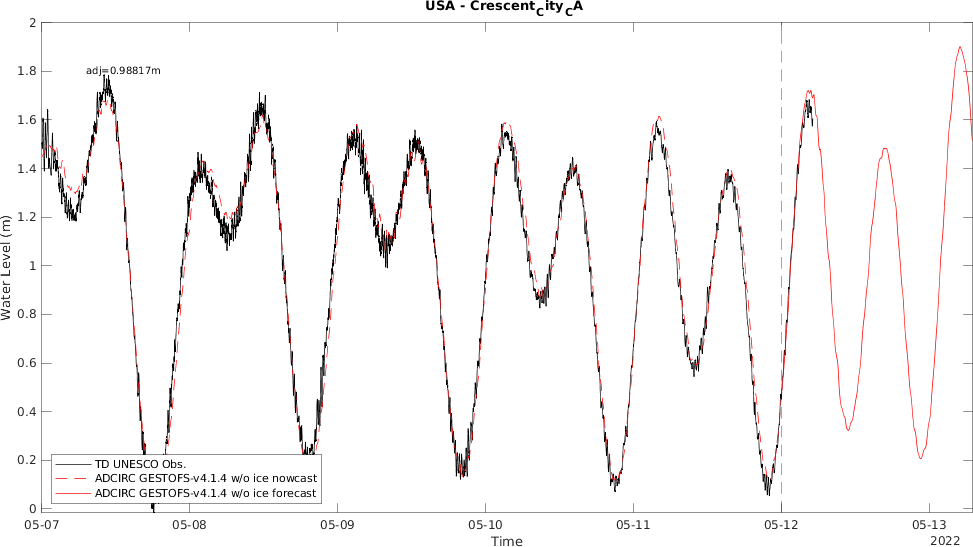 USA - CrescentCityCA
adj=0.98817m
2
1.8
1.6
1.4
1.2
1
0.8
0.6
0.4
0.2
0
Water Level (m)
TD UNESCO Obs.
ADCIRC GESTOFS-v4.1.4 w/o ice nowcast
ADCIRC GESTOFS-v4.1.4 w/o ice forecast
05-07 05-08 05-09 05-10 05-11 05-12 05-13
Time
2022